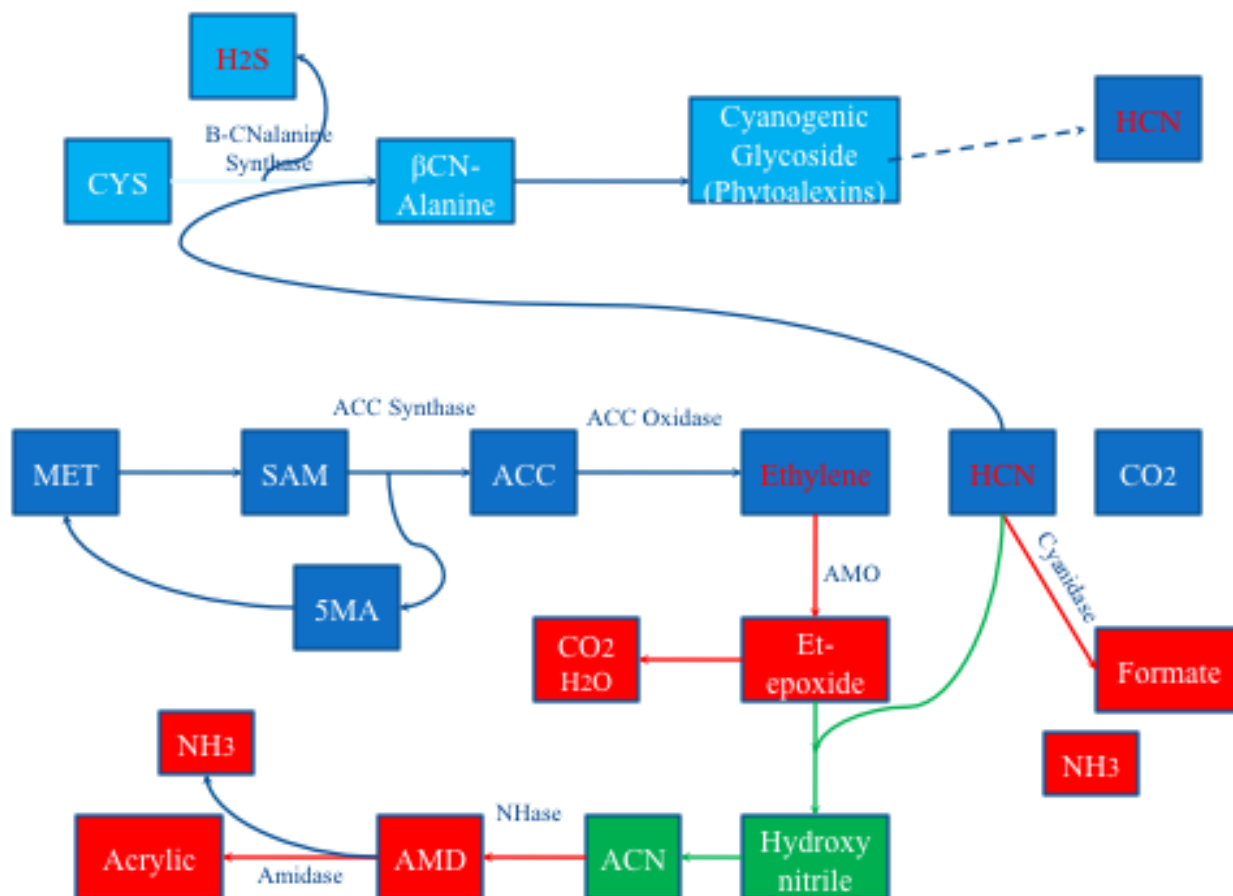 H2S
B-CNalanine
Synthase
CYS
βCN-
Alanine
Cyanogenic
Glycoside
(Phytoalexins)
HCN
ACC Synthase
ACC Oxidase
MET
SAM
ACC
Ethylene
HCN
CO2
5MA
AMO
Cyanidase
CO2
H2O
Et-
epoxide
Formate
NH3
NH3
NHase
Acrylic
Amidase
AMD
ACN
Hydroxy
nitrile